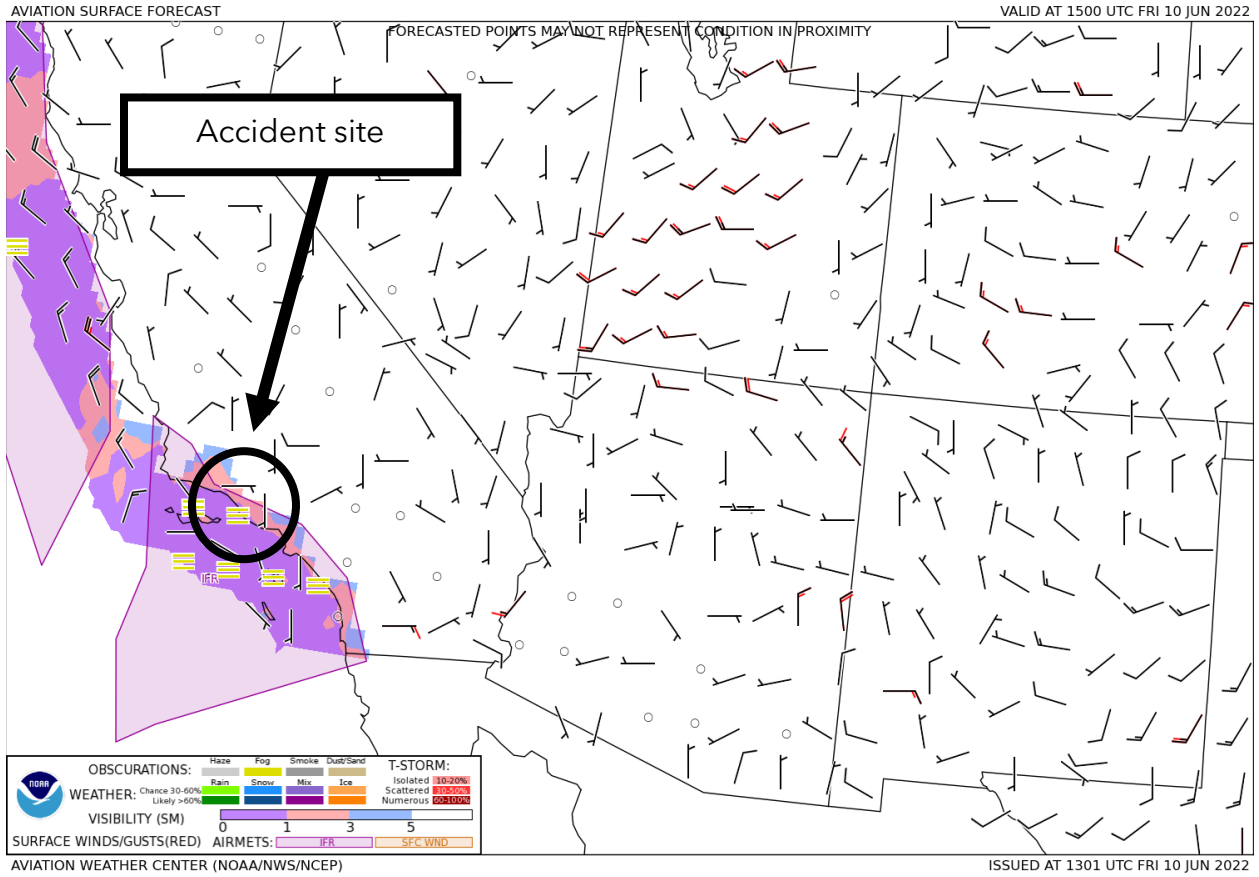 AVIATION SURFACE FORECAST
VALID AT 1500 UTC FRI 10 JUN 2022
FORECASTED POINTS MAY NOT REPRESENT CONDITION IN PROXIMITY
Accident site
IFR
NOAA
OBSCURATIONS:
Haze Fog Smoke Dust/Sand
WEATHER:
Rain Snow Mix Ice
Chance 30-60%
Likely >60%
T-STORM:
Isolated 10-20%
Scattered 30-50%
Numerous 60-100%
VISIBILITY (SM)
0 1 3 5
SURFACE WINDS/GUSTS(RED)
AIRMETS: IFR SFC WND
AVIATION WEATHER CENTER (NOAA/NWS/NCEP)
ISSUED AT 1301 UTC FRI 10 JUN 2022